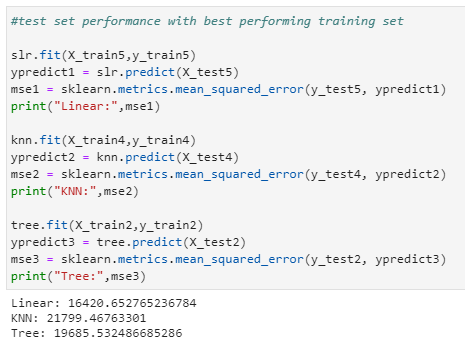 #test set performance with best performing training set
slr.fit(X_train5,y_train5)
ypredict1 = slr.predict(X_test5)
mse1 = sklearn.metrics.mean_squared_error(y_test5, ypredict1)
print("Linear:",mse1)
knn.fit(X_train4,y_train4)
ypredict2 = knn.predict(X_test4)
mse2 = sklearn.metrics.mean_squared_error(y_test4, ypredict2)
print("KNN:",mse2)
tree.fit(X_train2,y_train2)
ypredict3 = tree.predict(X_test2)
mse3 = sklearn.metrics.mean_squared_error(y_test2, ypredict3)
print("Tree:",mse3)
Linear: 16420.652765236784
KNN: 21799.46763301
Tree: 19685.532486685286